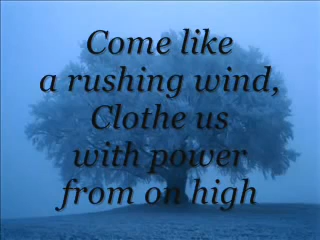 Come like
a rushing wind,
Clothe us
with power
from on high